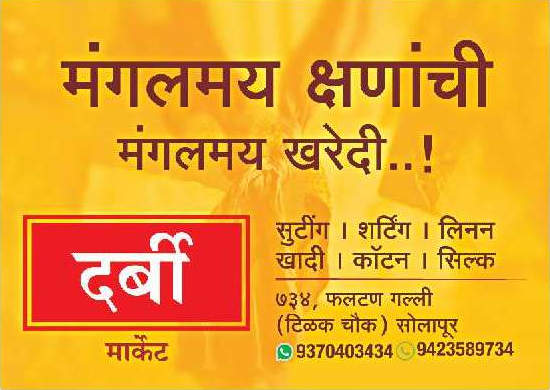 मंगलमय क्षणांची
मंगलमय खरेदी..!
दर्बी
मार्केट
सुटींग । शर्टिंग । लिनन
खादी । कॉटन । सिल्क
७३४, फलटण गल्ली
(टिळक चौक) सोलापूर
9370403434 9423589734